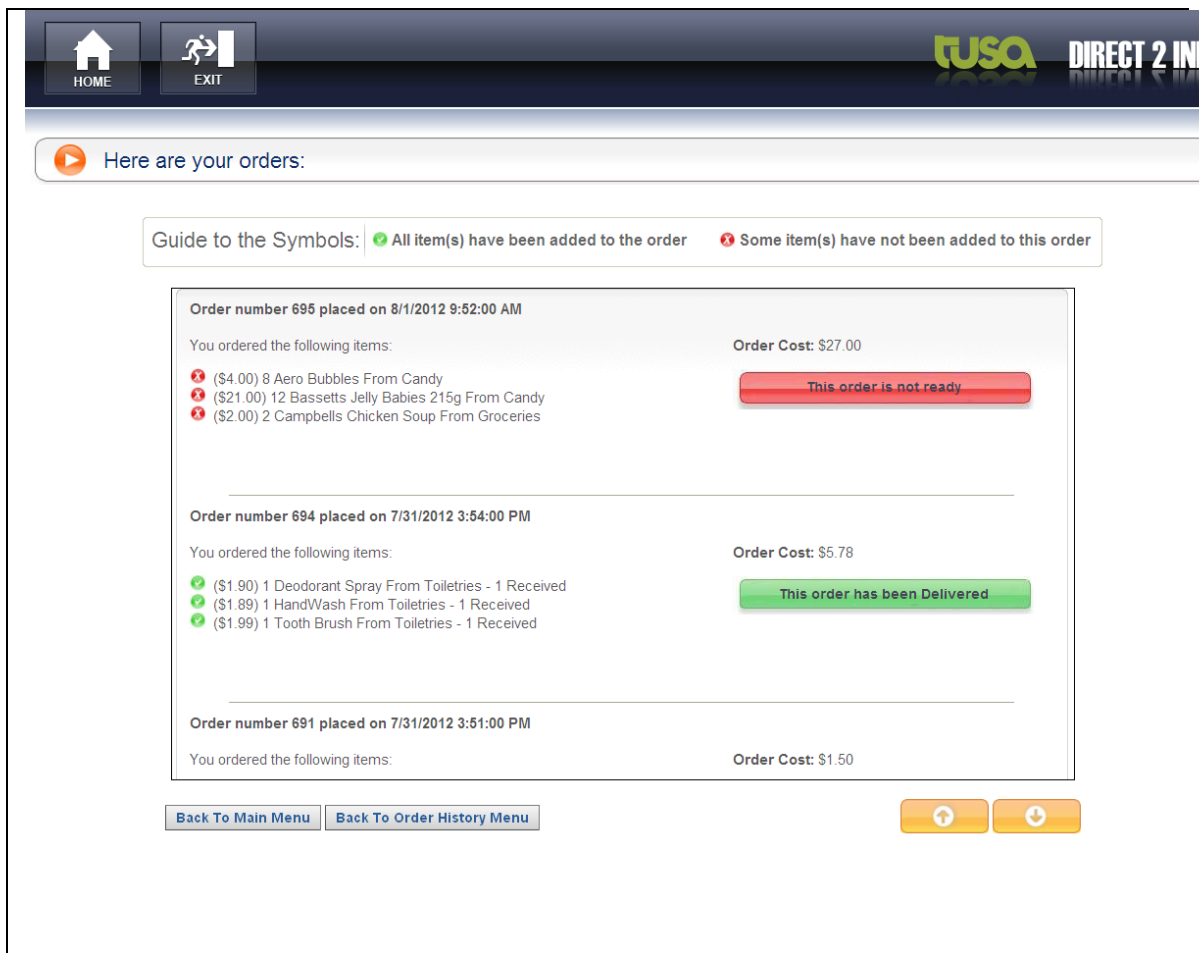 HOME
EXIT
tusa
DIRECT 2 IN
Here are your orders:
Guide to the Symbols: All item(s) have been added to the order Some item(s) have not been added to this order
Order number 695 placed on 8/1/2012 9:52:00 AM
You ordered the following items: Order Cost: $27.00
($4.00) 8 Aero Bubbles From Candy
This order is not ready
($21.00) 12 Bassetts Jelly Babies 215g From Candy
($2.00) 2 Campbells Chicken Soup From Groceries
Order number 694 placed on 7/31/2012 3:54:00 PM
You ordered the following items: Order Cost: $5.78
($1.90) 1 Deodorant Spray From Toiletries - 1 Received
This order has been Delivered
($1.89) 1 HandWash From Toiletries - 1 Received
($1.99) 1 Tooth Brush From Toiletries - 1 Received
Order number 691 placed on 7/31/2012 3:51:00 PM
You ordered the following items: Order Cost: $1.50
Back To Main Menu Back To Order History Menu